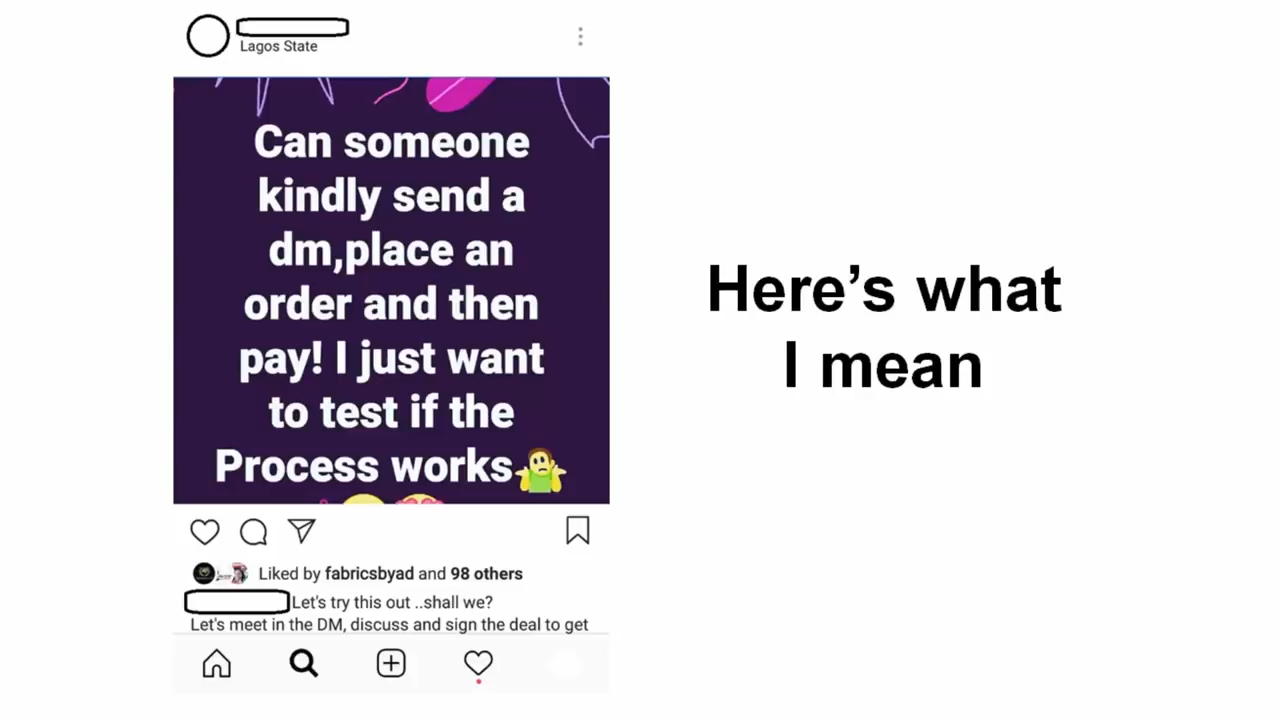 Lagos State
Can someone
kindly send a
dm,place an
order and then
pay! I just want
to test if the
Process works
Liked by fabricsbyad and 98 others
Let's try this out ..shall we?
Let's meet in the DM, discuss and sign the deal to get
Here's what
I mean